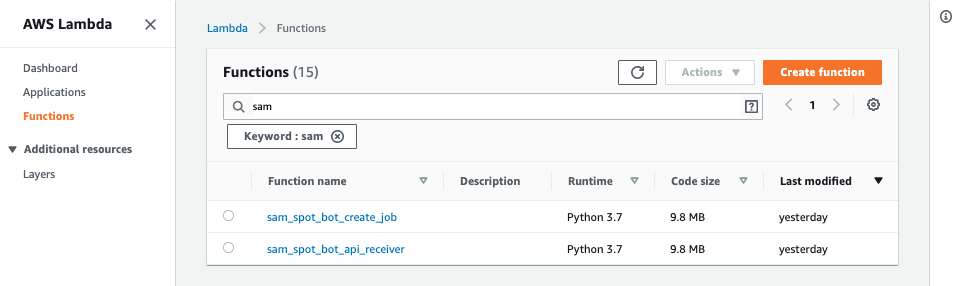 AWS Lambda
Dashboard
Applications
Functions
Additional resources
Layers
Lambda > Functions
Functions (15)
Actions
Create function
sam
1
Keyword : sam
Function name Description Runtime Code size Last modified
sam_spot_bot_create_job Python 3.7 9.8 MB yesterday
sam_spot_bot_api_receiver Python 3.7 9.8 MB yesterday